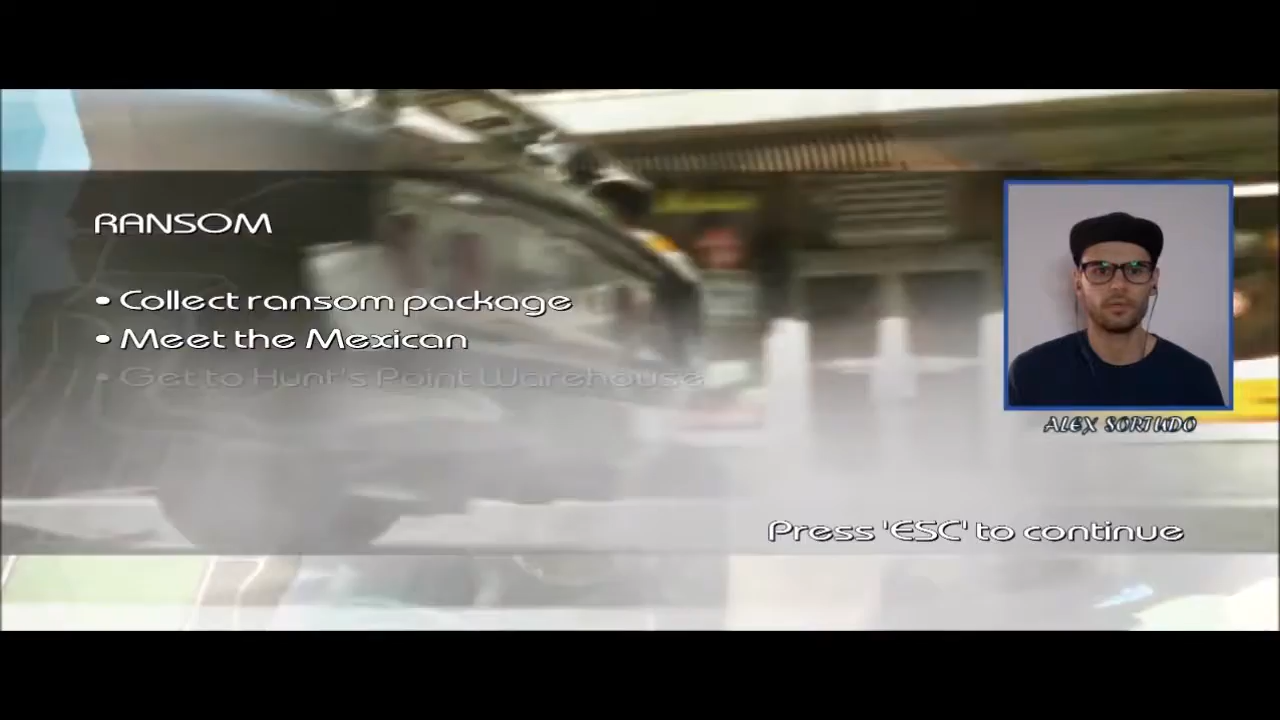 RANSOM
• Collect ransom package
• Meet the Mexican
• Get to Hunt's Point Warehouse
ALEX SORTUDO
Press 'ESC' to continue